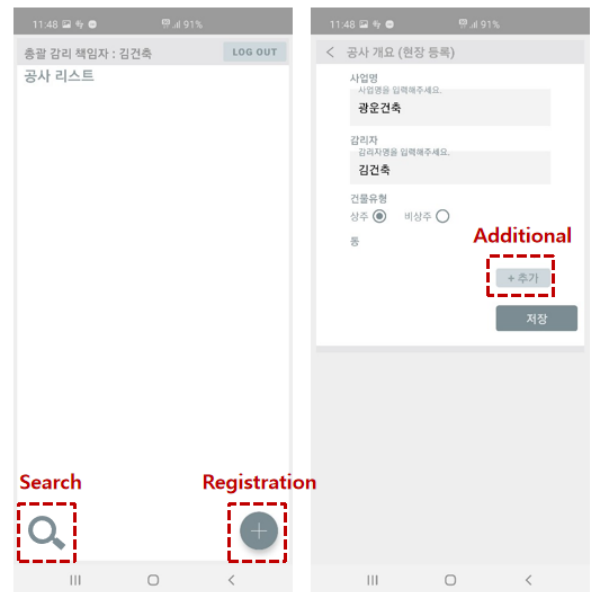 11:48 91%
총괄 감리 책임자 : 김건축 LOG OUT
공사 리스트
Search
Registration
11:48 91%
공사 개요 (현장 등록)
사업명
사업명을 입력해주세요.
광운건축
감리자
감리자명을 입력해주세요.
김건축
건물유형
상주 비상주
동
Additional
+ 추가
저장